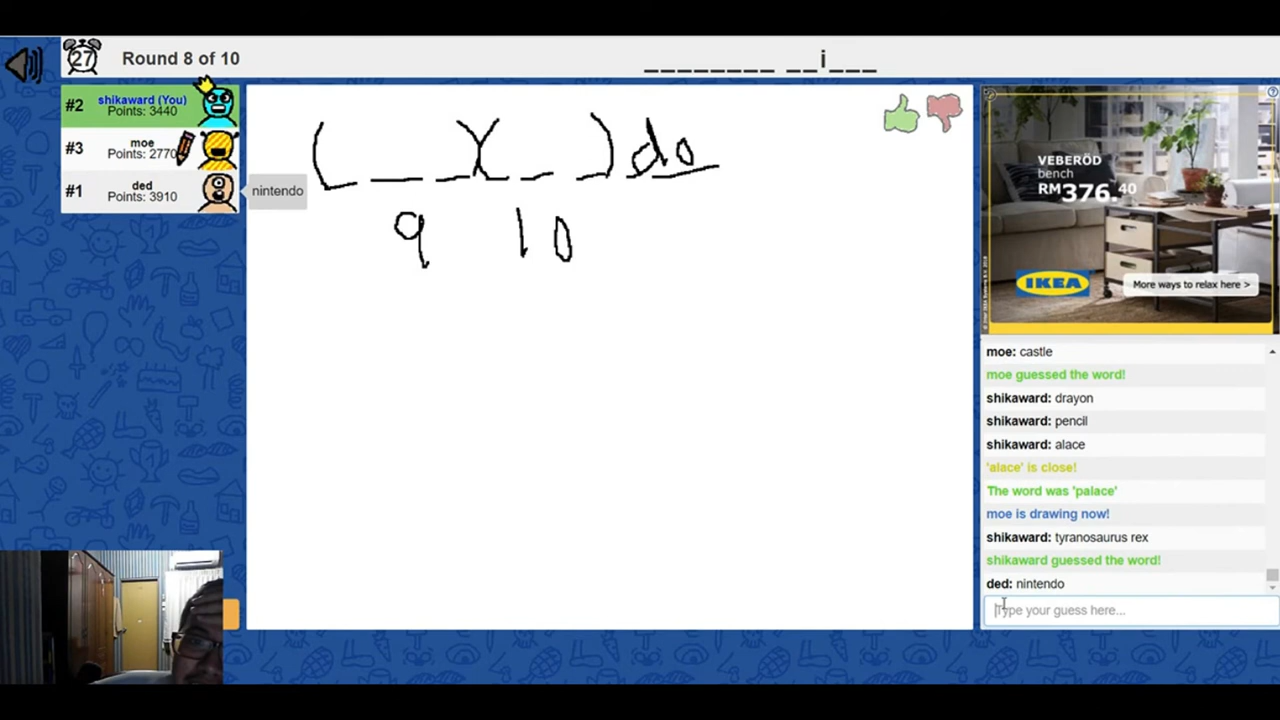 27
Round 8 of 10
________ __i___
#2 shikaward (You)
Points: 3440
#3 moe
Points: 2770
#1 ded
Points: 3910
nintendo
( _ _ _ )( _ _ ) do
9 10
VEBERÖD
bench
RM376.40
IKEA
More ways to relax here >
moe: castle
moe guessed the word!
shikaward: drayon
shikaward: pencil
shikaward: alace
'alace' is close!
The word was 'palace'
moe is drawing now!
shikaward: tyranosaurus rex
shikaward guessed the word!
ded: nintendo
Type your guess here...